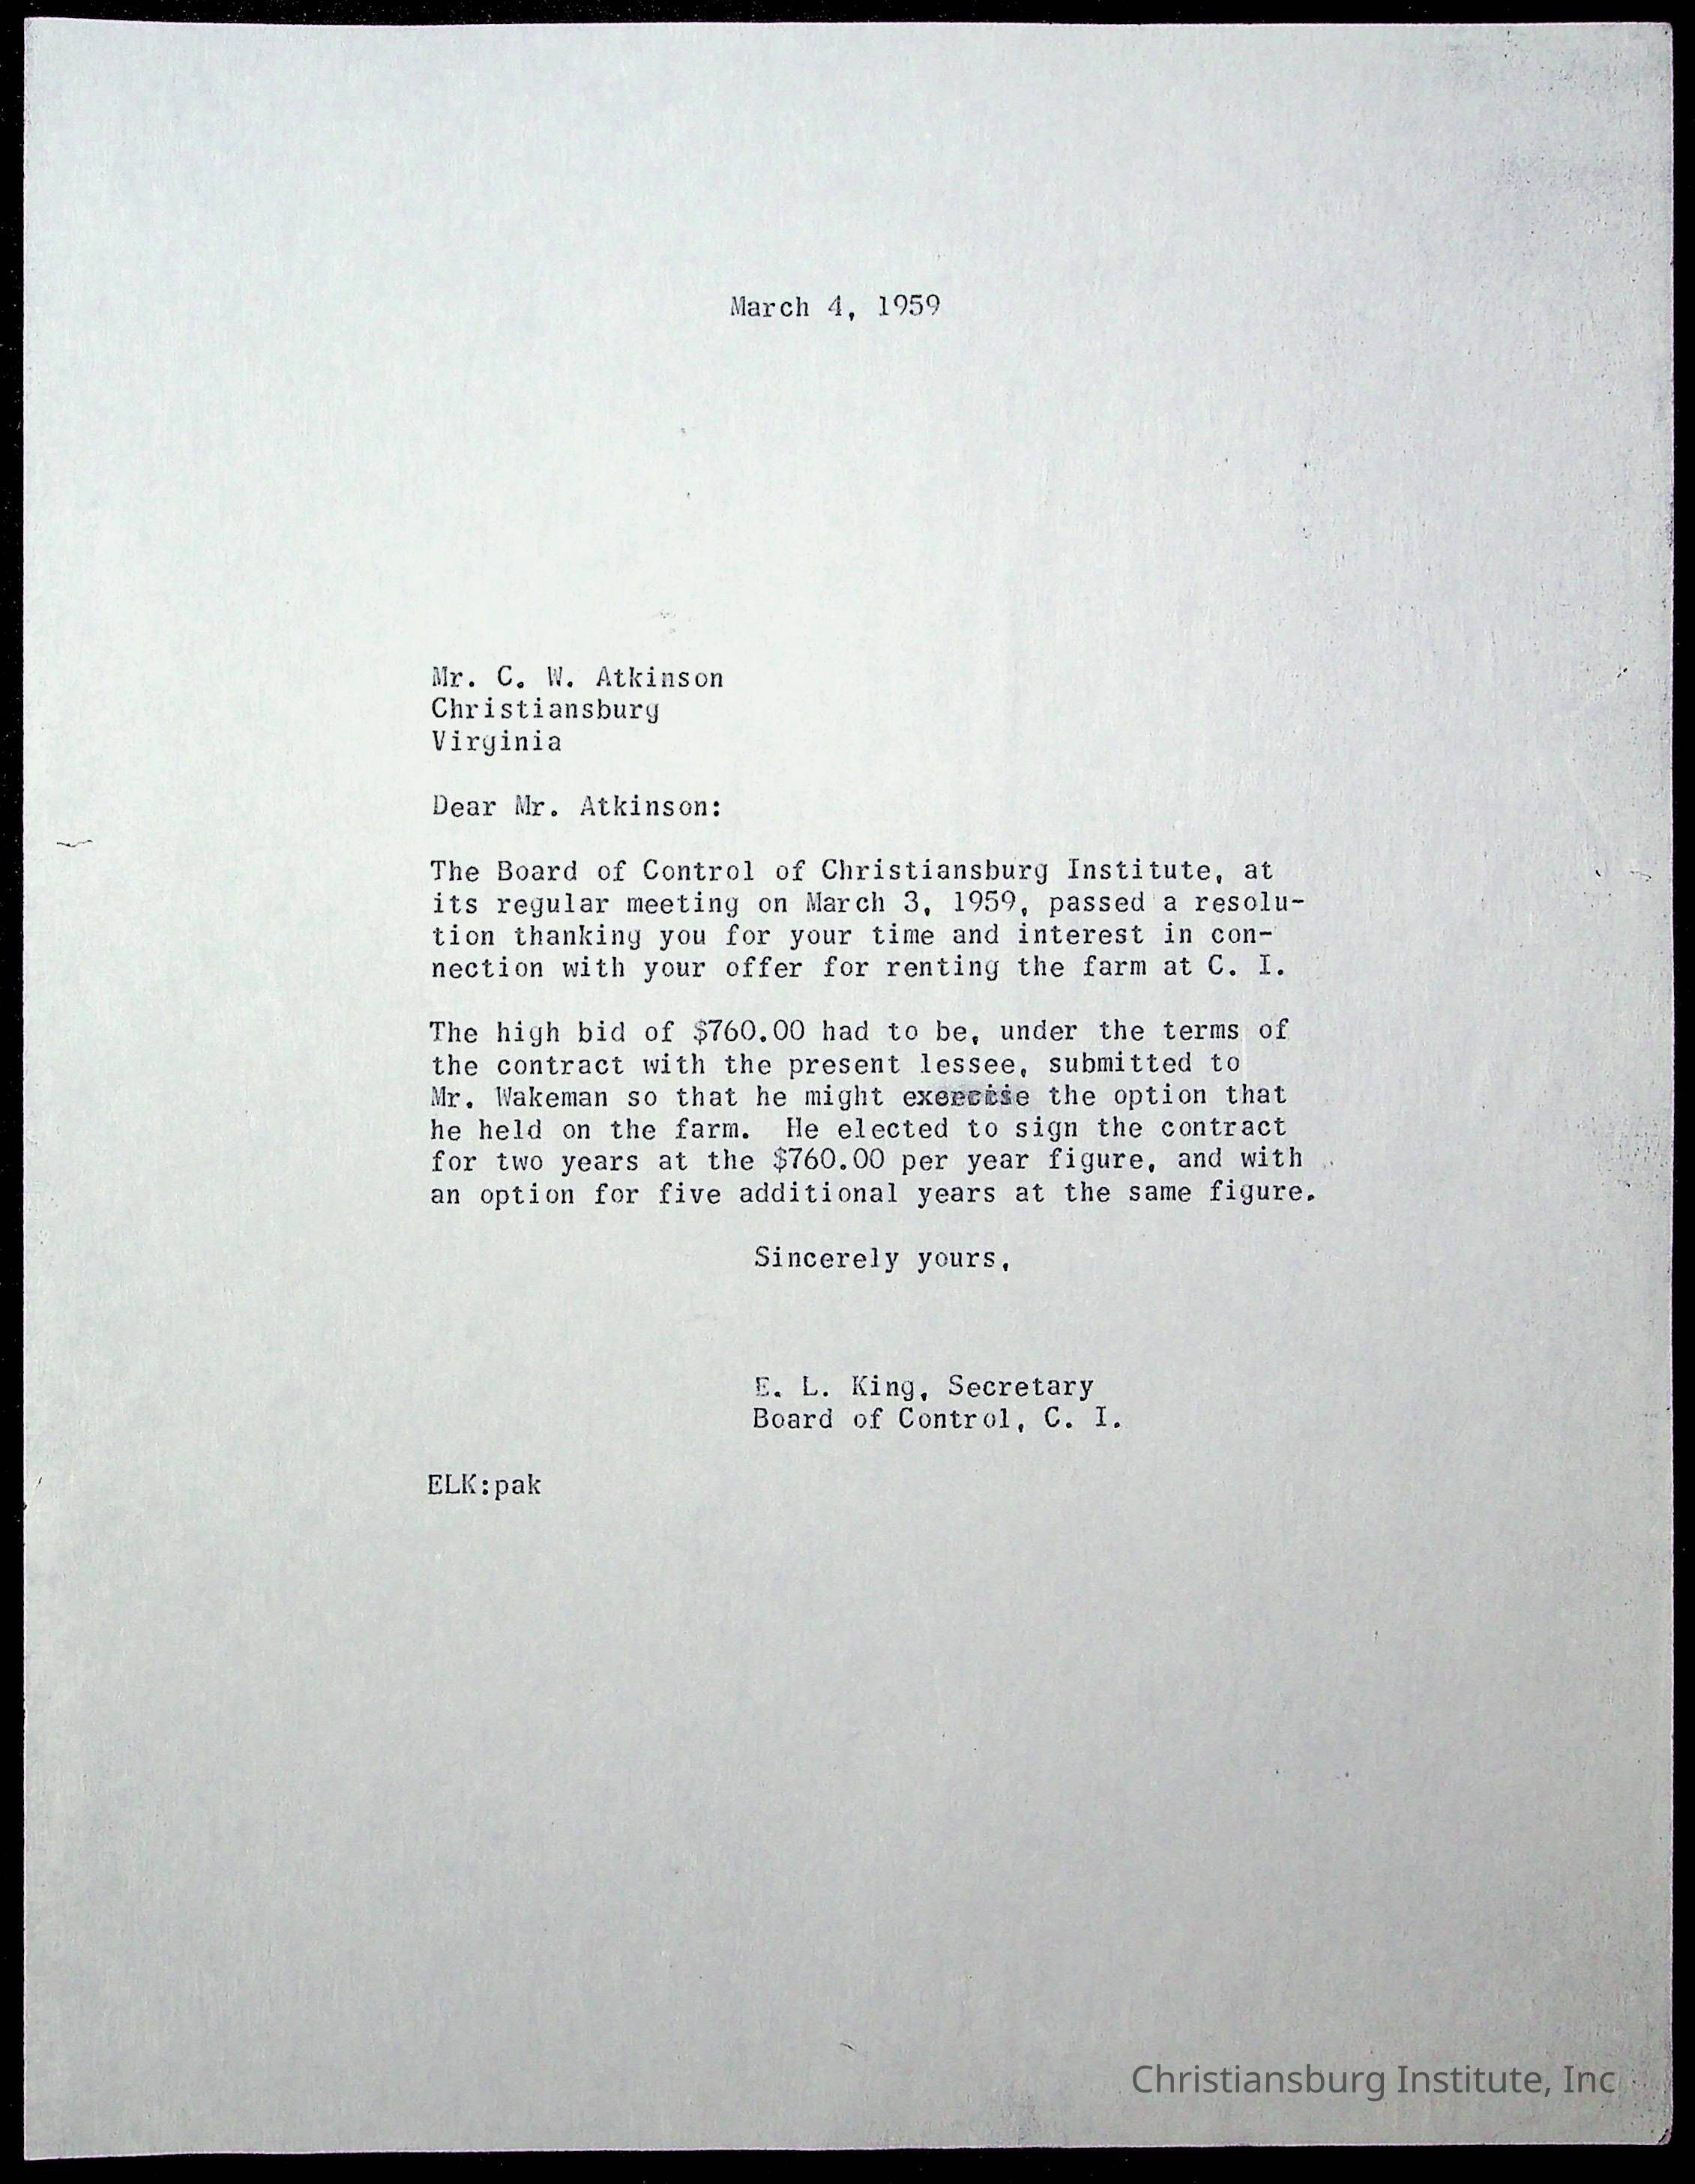 March 4, 1959
Mr. C. W. Atkinson
Christiansburg
Virginia
Dear Mr. Atkinson:
The Board of Control of Christiansburg Institute, at
its regular meeting on March 3, 1959, passed a resolu-
tion thanking you for your time and interest in con-
nection with your offer for renting the farm at C. I.
The high bid of $760.00 had to be, under the terms of
the contract with the present lessee, submitted to
Mr. Wakeman so that he might exercise the option that
he held on the farm. He elected to sign the contract
for two years at the $760.00 per year figure, and with
an option for five additional years at the same figure.
Sincerely yours,
E. L. King, Secretary
Board of Control, C. I.
ELK:pak
Christiansburg Institute, Inc